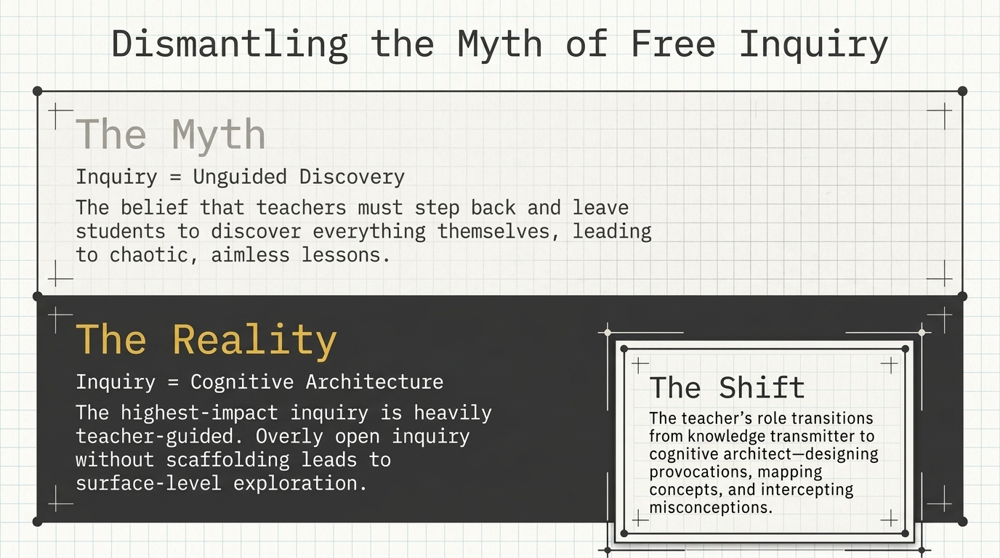 Dismantling the Myth of Free Inquiry
The Myth
Inquiry = Unguided Discovery
The belief that teachers must step back and leave
students to discover everything themselves, leading
to chaotic, aimless lessons.
The Reality
Inquiry = Cognitive Architecture
The highest-impact inquiry is heavily
teacher-guided. Overly open inquiry
without scaffolding leads to
surface-level exploration.
The Shift
The teacher’s role transitions
from knowledge transmitter to
cognitive architect—designing
provocations, mapping
concepts, and intercepting
misconceptions.